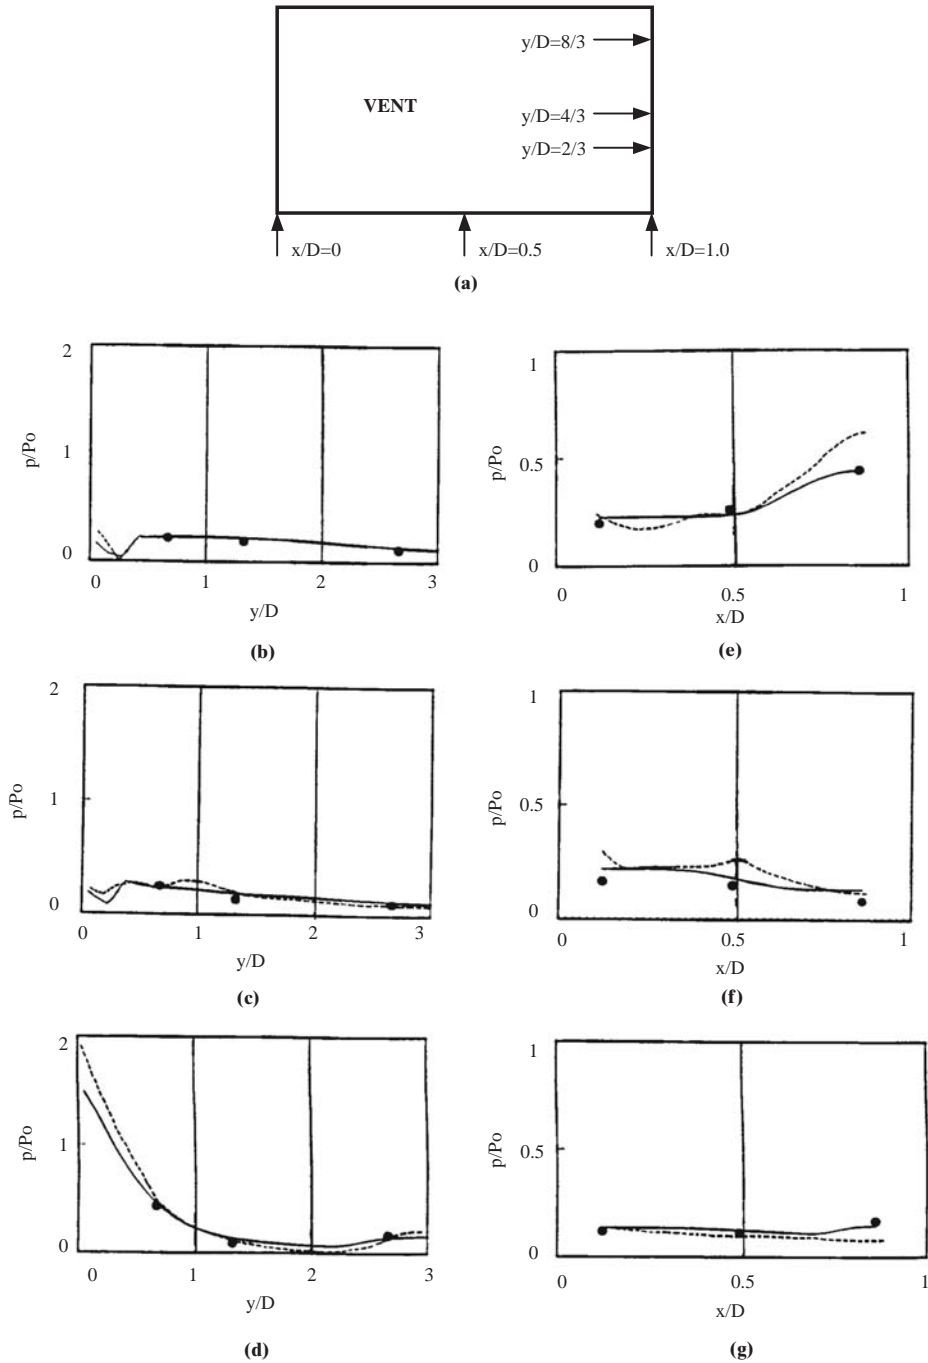 y/D=8/3
VENT
y/D=4/3
y/D=2/3
x/D=0
x/D=0.5
x/D=1.0
(a)
2
1
0
p/Po
0
1
2
3
y/D
(b)
1
0.5
0
p/Po
0
0.5
1
x/D
(e)
2
1
0
p/Po
0
1
2
3
y/D
(c)
1
0.5
0
p/Po
0
0.5
1
x/D
(f)
2
1
0
p/Po
0
1
2
3
y/D
(d)
1
0.5
0
p/Po
0
0.5
1
x/D
(g)